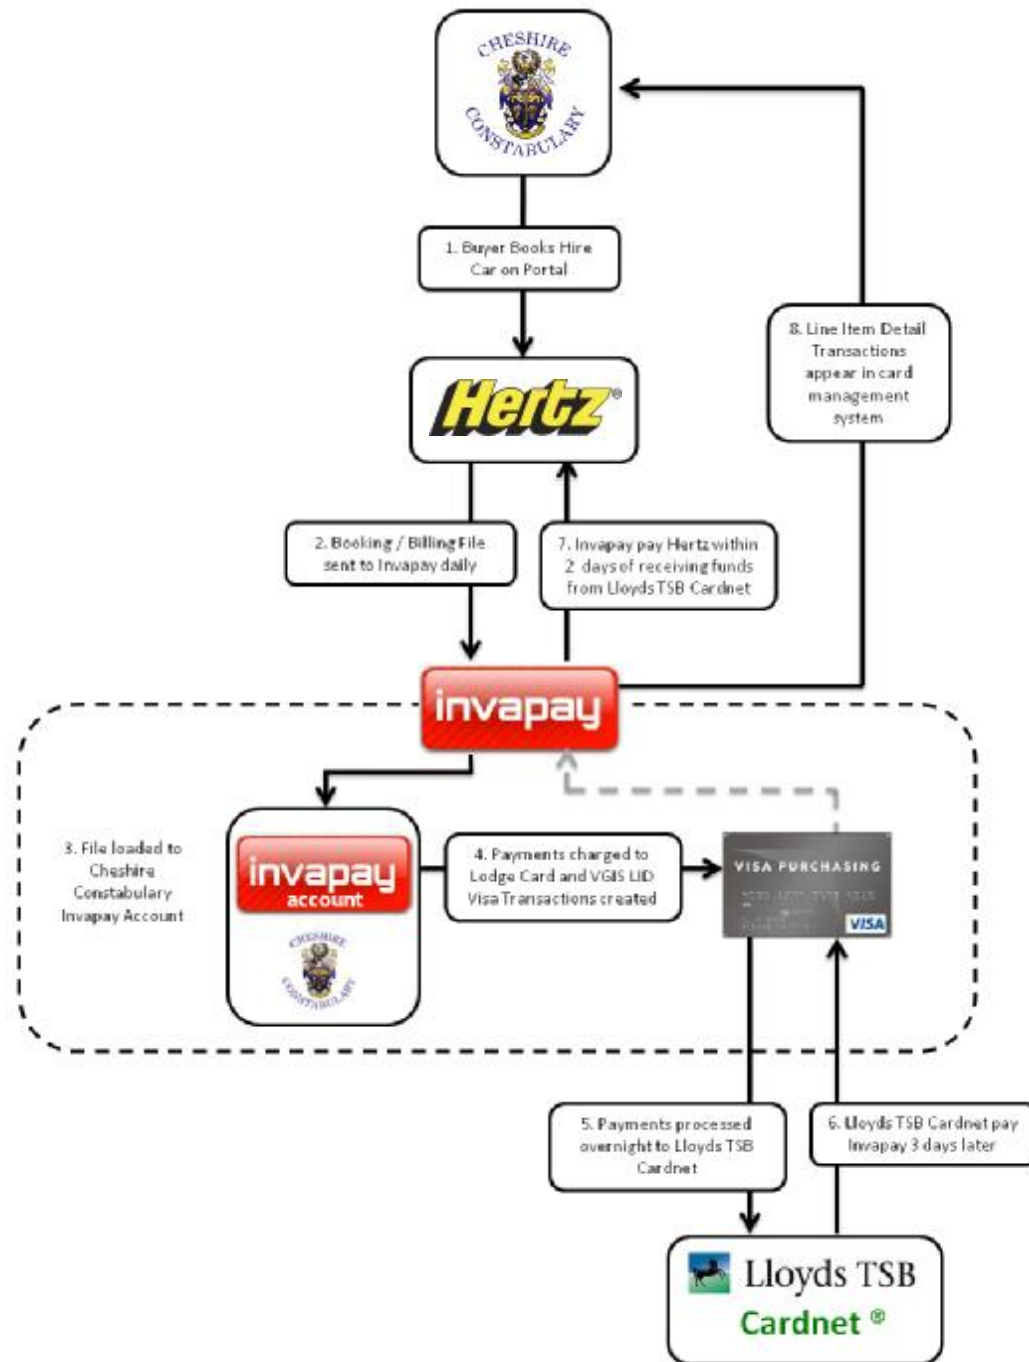 CHESHIRE
CONSTABULARY
1. Buyer Books Hire
Car on Portal
8. Line Item Detail
Transactions
appear in card
management
system
Hertz®
2. Booking / Billing File
sent to Invapay daily
7. Invapay pay Hertz within
2 days of receiving funds
from Lloyds TSB Cardnet
invapay
3. File loaded to
Cheshire
Constabulary
Invapay Account
invapay
account
CHESHIRE
CONSTABULARY
4. Payments charged to
Lodge Card and VGIS LID
Visa Transactions created
VISA PURCHASING
VISA
5. Payments processed
overnight to Lloyds TSB
Cardnet
6. Lloyds TSB Cardnet pay
Invapay 3 days later
Lloyds TSB
Cardnet ®